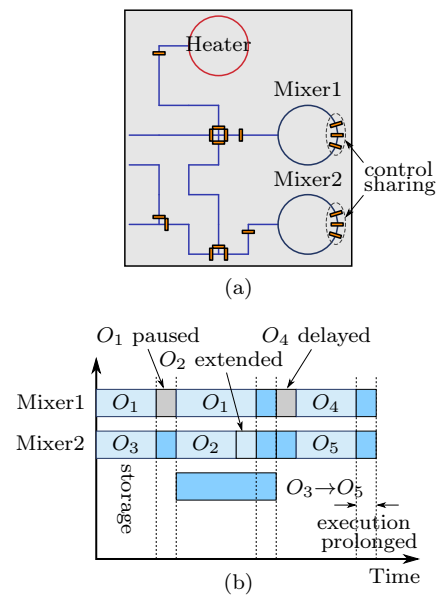 Heater
Mixer1
control
sharing
Mixer2
(a)
O1 paused
O4 delayed
O2 extended
Mixer1
O1
O1
O4
Mixer2
O3
O2
O5
storage
O3→O5
execution
prolonged
Time
(b)